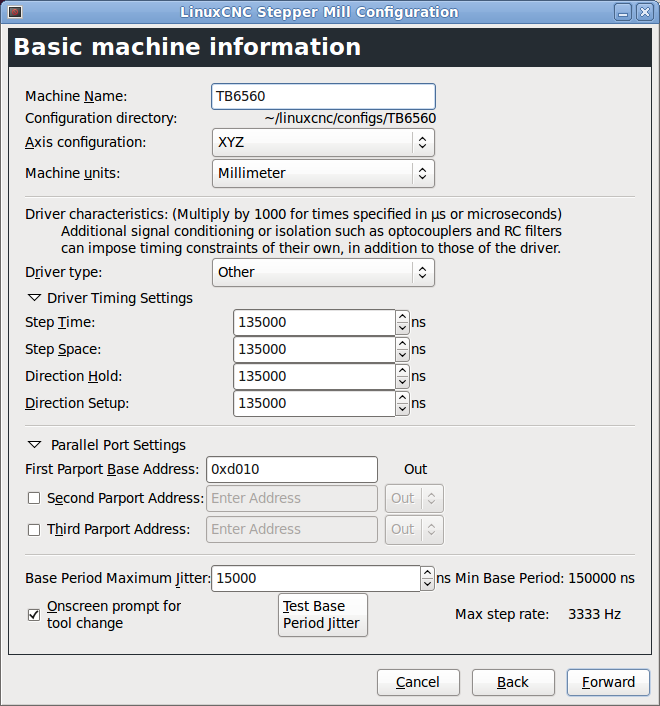 LinuxCNC Stepper Mill Configuration
Basic machine information
Machine Name: TB6560
Configuration directory: ~/linuxcnc/configs/TB6560
Axis configuration: XYZ
Machine units: Millimeter
Driver characteristics: (Multiply by 1000 for times specified in µs or microseconds)
Additional signal conditioning or isolation such as optocouplers and RC filters
can impose timing constraints of their own, in addition to those of the driver.
Driver type: Other
Driver Timing Settings
Step Time: 135000 ns
Step Space: 135000 ns
Direction Hold: 135000 ns
Direction Setup: 135000 ns
Parallel Port Settings
First Parport Base Address: 0xd010 Out
Second Parport Address: Enter Address Out
Third Parport Address: Enter Address Out
Base Period Maximum Jitter: 15000 ns Min Base Period: 150000 ns
Onscreen prompt for
tool change
Test Base
Period Jitter
Max step rate: 3333 Hz
Cancel Back Forward